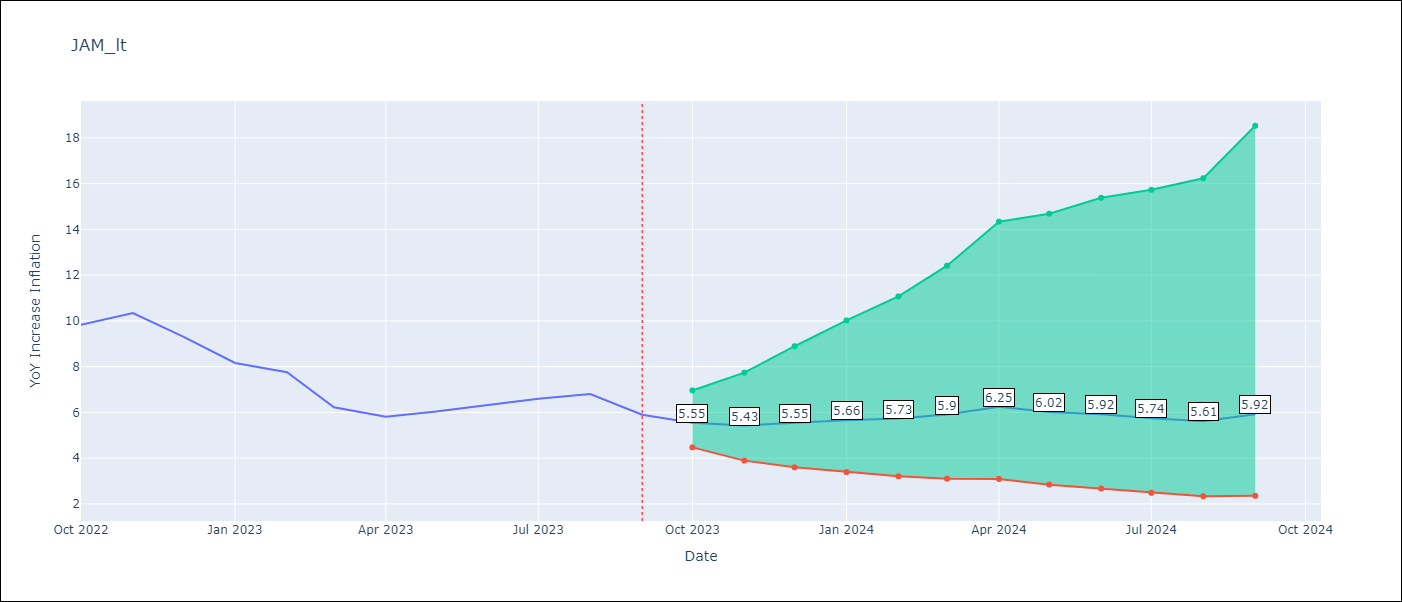 JAM_lt
YoY Increase Inflation
18
16
14
12
10
8
6
4
2
5.55
5.43
5.55
5.66
5.73
5.9
6.25
6.02
5.92
5.74
5.61
5.92
Oct 2022
Jan 2023
Apr 2023
Jul 2023
Oct 2023
Jan 2024
Apr 2024
Jul 2024
Oct 2024
Date